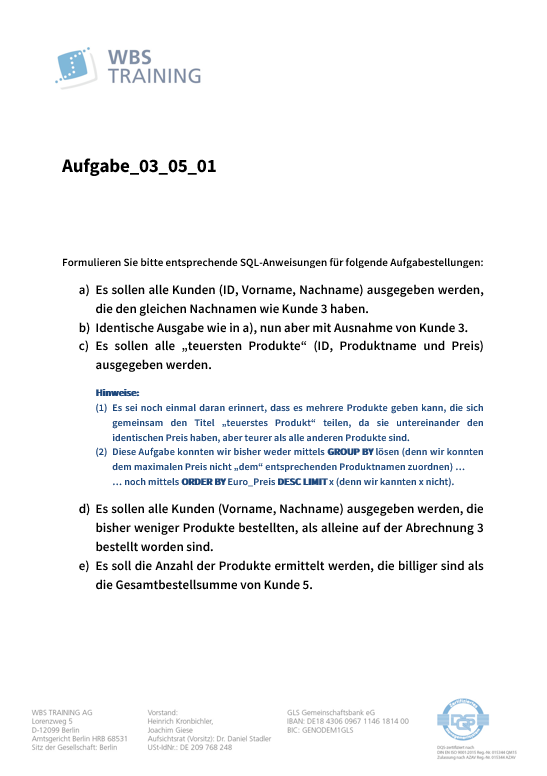 WBS
TRAINING
Aufgabe_03_05_01
Formulieren Sie bitte entsprechende SQL-Anweisungen für folgende Aufgabestellungen:
a) Es sollen alle Kunden (ID, Vorname, Nachname) ausgegeben werden,
die den gleichen Nachnamen wie Kunde 3 haben.
b) Identische Ausgabe wie in a), nun aber mit Ausnahme von Kunde 3.
c) Es sollen alle „teuersten Produkte“ (ID, Produktname und Preis)
ausgegeben werden.
Hinweise:
(1) Es sei noch einmal daran erinnert, dass es mehrere Produkte geben kann, die sich
gemeinsam den Titel „teuerstes Produkt“ teilen, da sie untereinander den
identischen Preis haben, aber teurer als alle anderen Produkte sind.
(2) Diese Aufgabe konnten wir bisher weder mittels GROUP BY lösen (denn wir konnten
dem maximalen Preis nicht „dem“ entsprechenden Produktnamen zuordnen) ...
... noch mittels ORDER BY Euro_Preis DESC LIMIT x (denn wir kannten x nicht).
d) Es sollen alle Kunden (Vorname, Nachname) ausgegeben werden, die
bisher weniger Produkte bestellten, als alleine auf der Abrechnung 3
bestellt worden sind.
e) Es soll die Anzahl der Produkte ermittelt werden, die billiger sind als
die Gesamtbestellsumme von Kunde 5.
WBS TRAINING AG
Lorenzweg 5
D-12099 Berlin
Amtsgericht Berlin HRB 68531
Sitz der Gesellschaft: Berlin
Vorstand:
Heinrich Kronbichler,
Joachim Giese
Aufsichtsrat (Vorsitz): Dr. Daniel Stadler
USt-IdNr.: DE 209 768 248
GLS Gemeinschaftsbank eG
IBAN: DE18 4306 0967 1146 1814 00
BIC: GENODEM1GLS
DQS